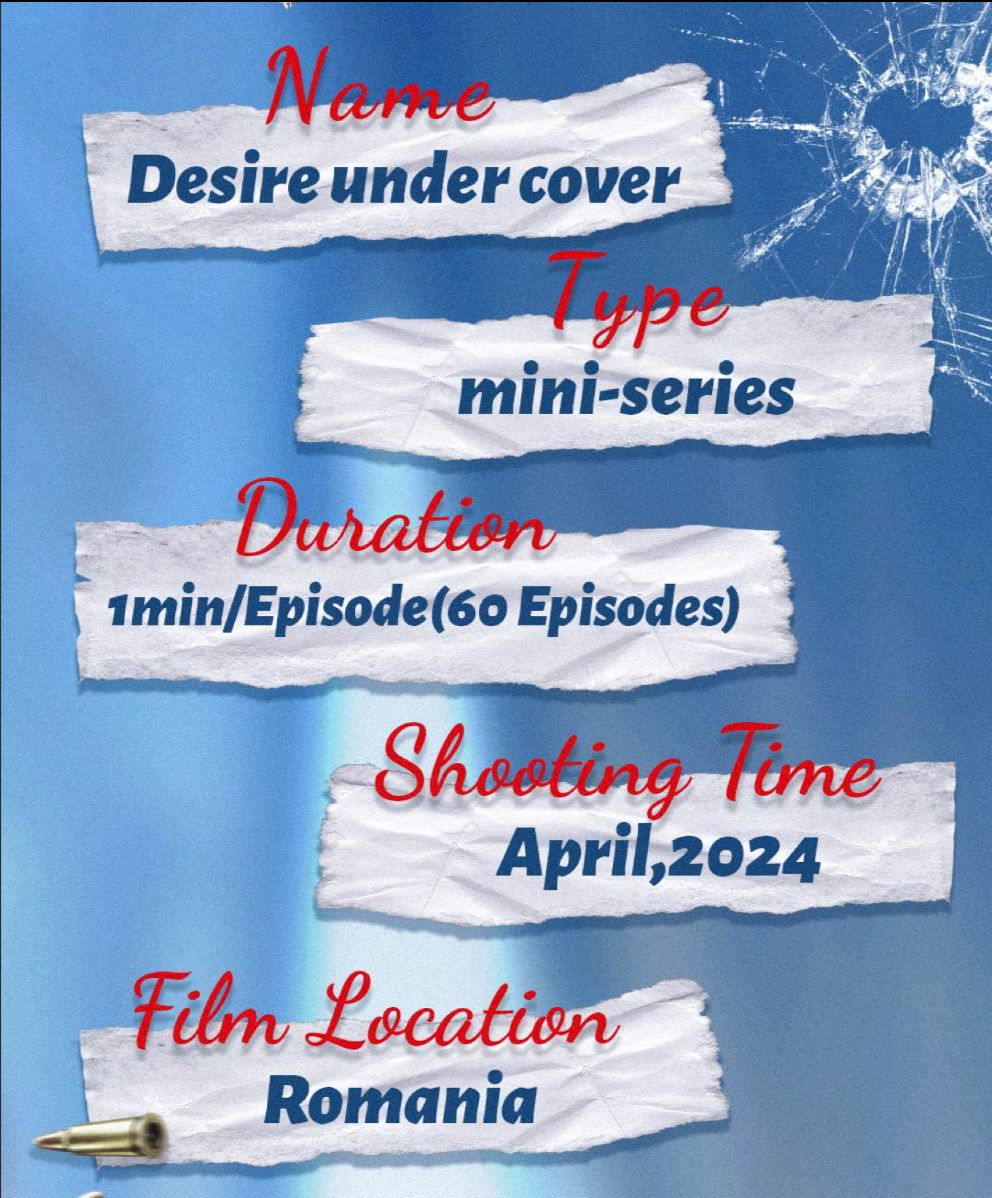 Name
Desire under cover
Type
mini-series
Duration
1min/Episode(60 Episodes)
Shooting Time
April,2024
Film Location
Romania